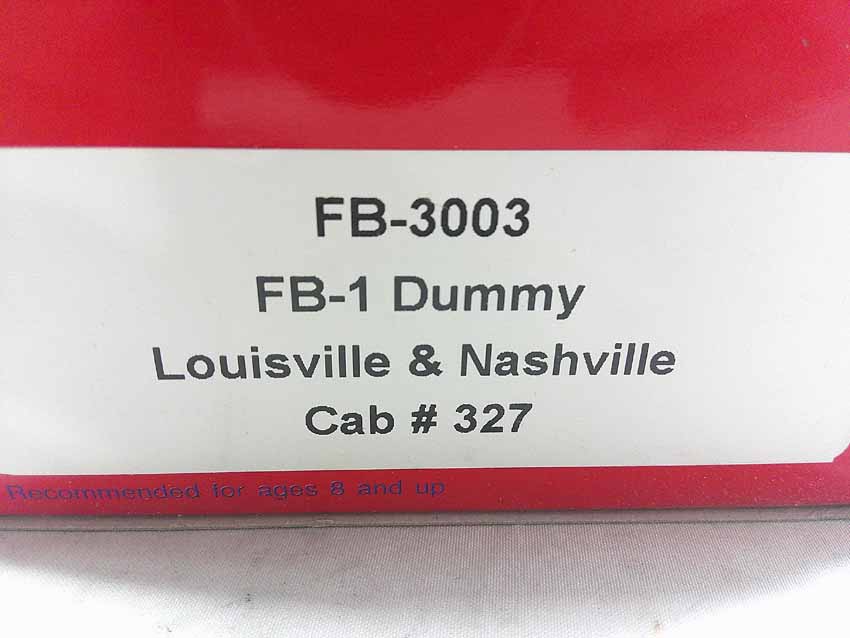 FB-3003
FB-1 Dummy
Louisville & Nashville
Cab # 327
Recommended for ages 8 and up